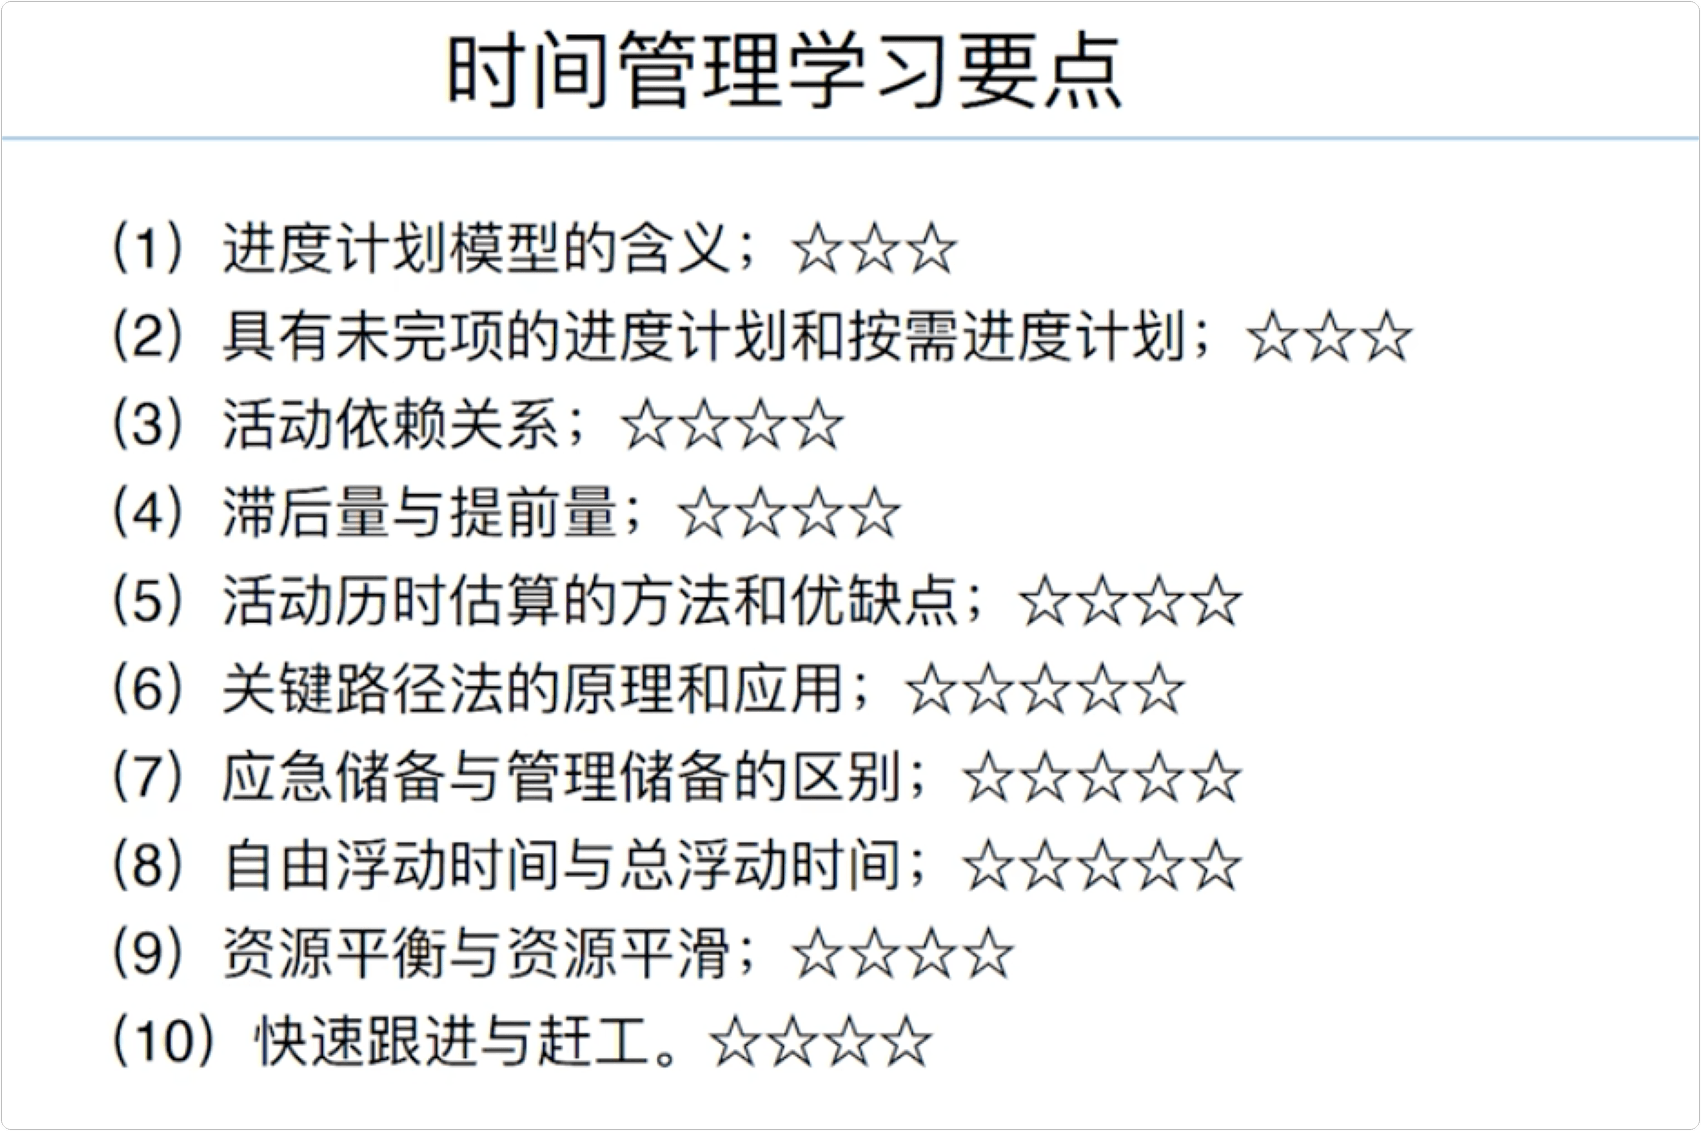 时间管理学习要点
（1）进度计划模型的含义；☆☆☆
（2）具有未完项的进度计划和按需进度计划；☆☆☆
（3）活动依赖关系；☆☆☆☆
（4）滞后量与提前量；☆☆☆☆
（5）活动历时估算的方法和优缺点；☆☆☆☆
（6）关键路径法的原理和应用；☆☆☆☆☆
（7）应急储备与管理储备的区别；☆☆☆☆☆
（8）自由浮动时间与总浮动时间；☆☆☆☆☆
（9）资源平衡与资源平滑；☆☆☆☆
（10）快速跟进与赶工。☆☆☆☆